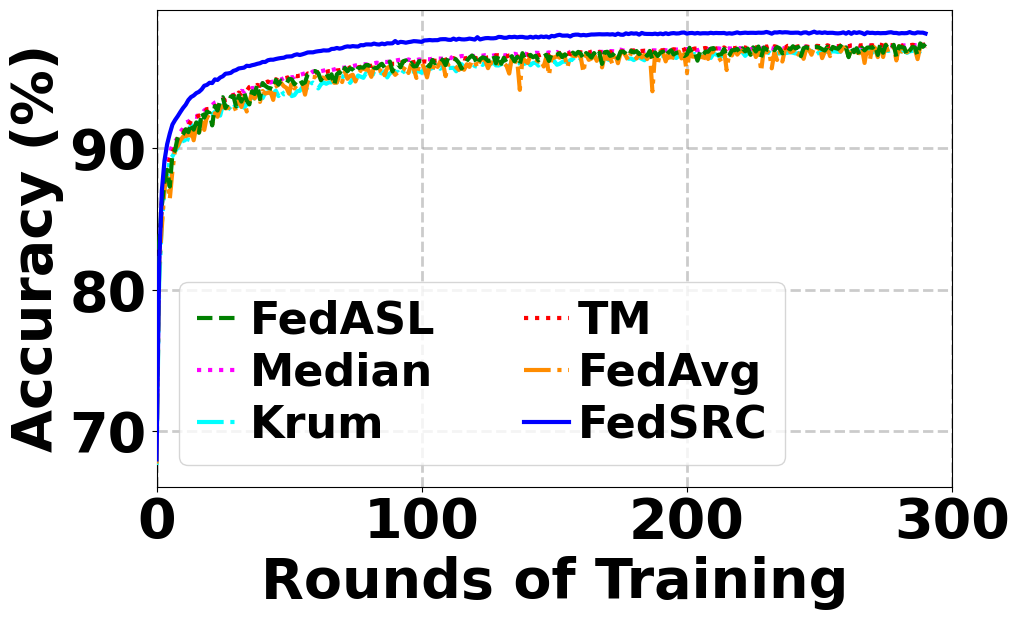 Accuracy (%)
90
80
70
FedASL
Median
Krum
TM
FedAvg
FedSRC
0 100 200 300
Rounds of Training